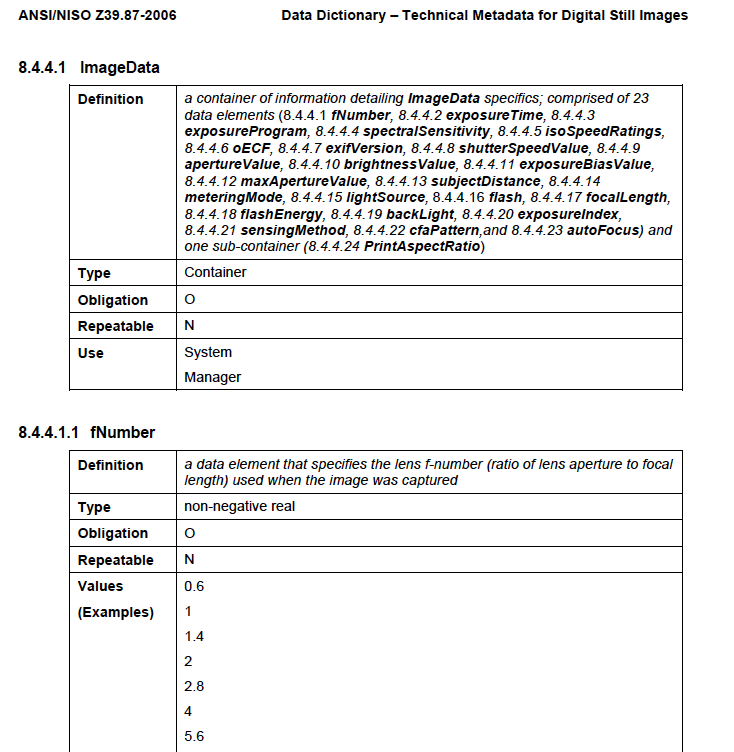 ANSI/NISO Z39.87-2006 Data Dictionary – Technical Metadata for Digital Still Images
8.4.4.1 ImageData
Definition a container of information detailing ImageData specifics; comprised of 23
data elements (8.4.4.1 fNumber, 8.4.4.2 exposureTime, 8.4.4.3
exposureProgram, 8.4.4.4 spectralSensitivity, 8.4.4.5 isoSpeedRatings,
8.4.4.6 oECF, 8.4.4.7 exifVersion, 8.4.4.8 shutterSpeedValue, 8.4.4.9
apertureValue, 8.4.4.10 brightnessValue, 8.4.4.11 exposureBiasValue,
8.4.4.12 maxApertureValue, 8.4.4.13 subjectDistance, 8.4.4.14
meteringMode, 8.4.4.15 lightSource, 8.4.4.16 flash, 8.4.4.17 focalLength,
8.4.4.18 flashEnergy, 8.4.4.19 backLight, 8.4.4.20 exposureIndex,
8.4.4.21 sensingMethod, 8.4.4.22 cfaPattern,and 8.4.4.23 autoFocus) and
one sub-container (8.4.4.24 PrintAspectRatio)
Type Container
Obligation O
Repeatable N
Use System
Manager
8.4.4.1.1 fNumber
Definition a data element that specifies the lens f-number (ratio of lens aperture to focal
length) used when the image was captured
Type non-negative real
Obligation O
Repeatable N
Values 0.6
(Examples) 1
1.4
2
2.8
4
5.6